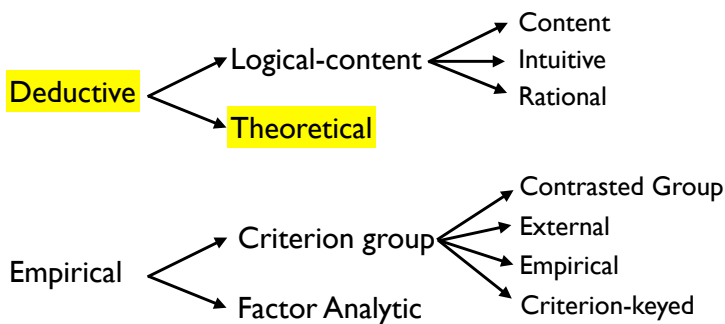 Deductive
Logical-content
Theoretical
Content
Intuitive
Rational
Empirical
Criterion group
Factor Analytic
Contrasted Group
External
Empirical
Criterion-keyed